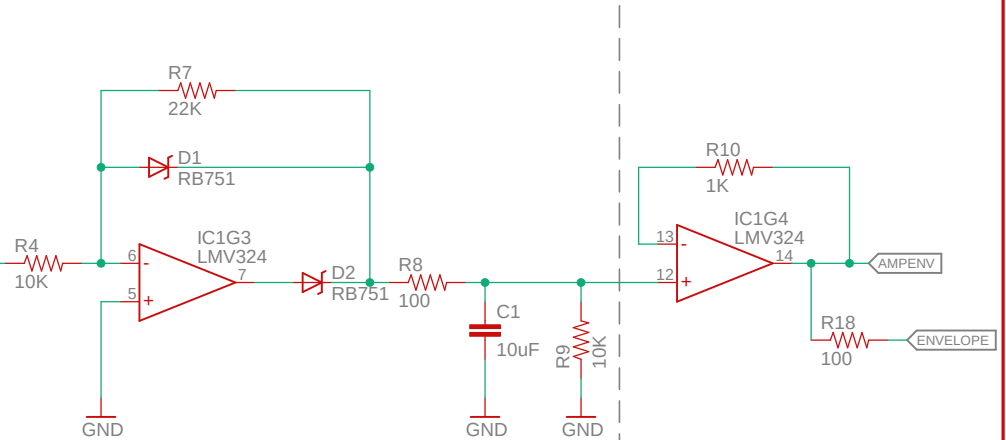 R7
22K
D1
RB751
R10
1K
IC1G3
LMV324
IC1G4
LMV324
R4
10K
6
-
5
+
7
D2
RB751
R8
100
13
-
12
+
14
AMPENV
C1
10uF
R9
10K
R18
100
ENVELOPE
GND
GND
GND